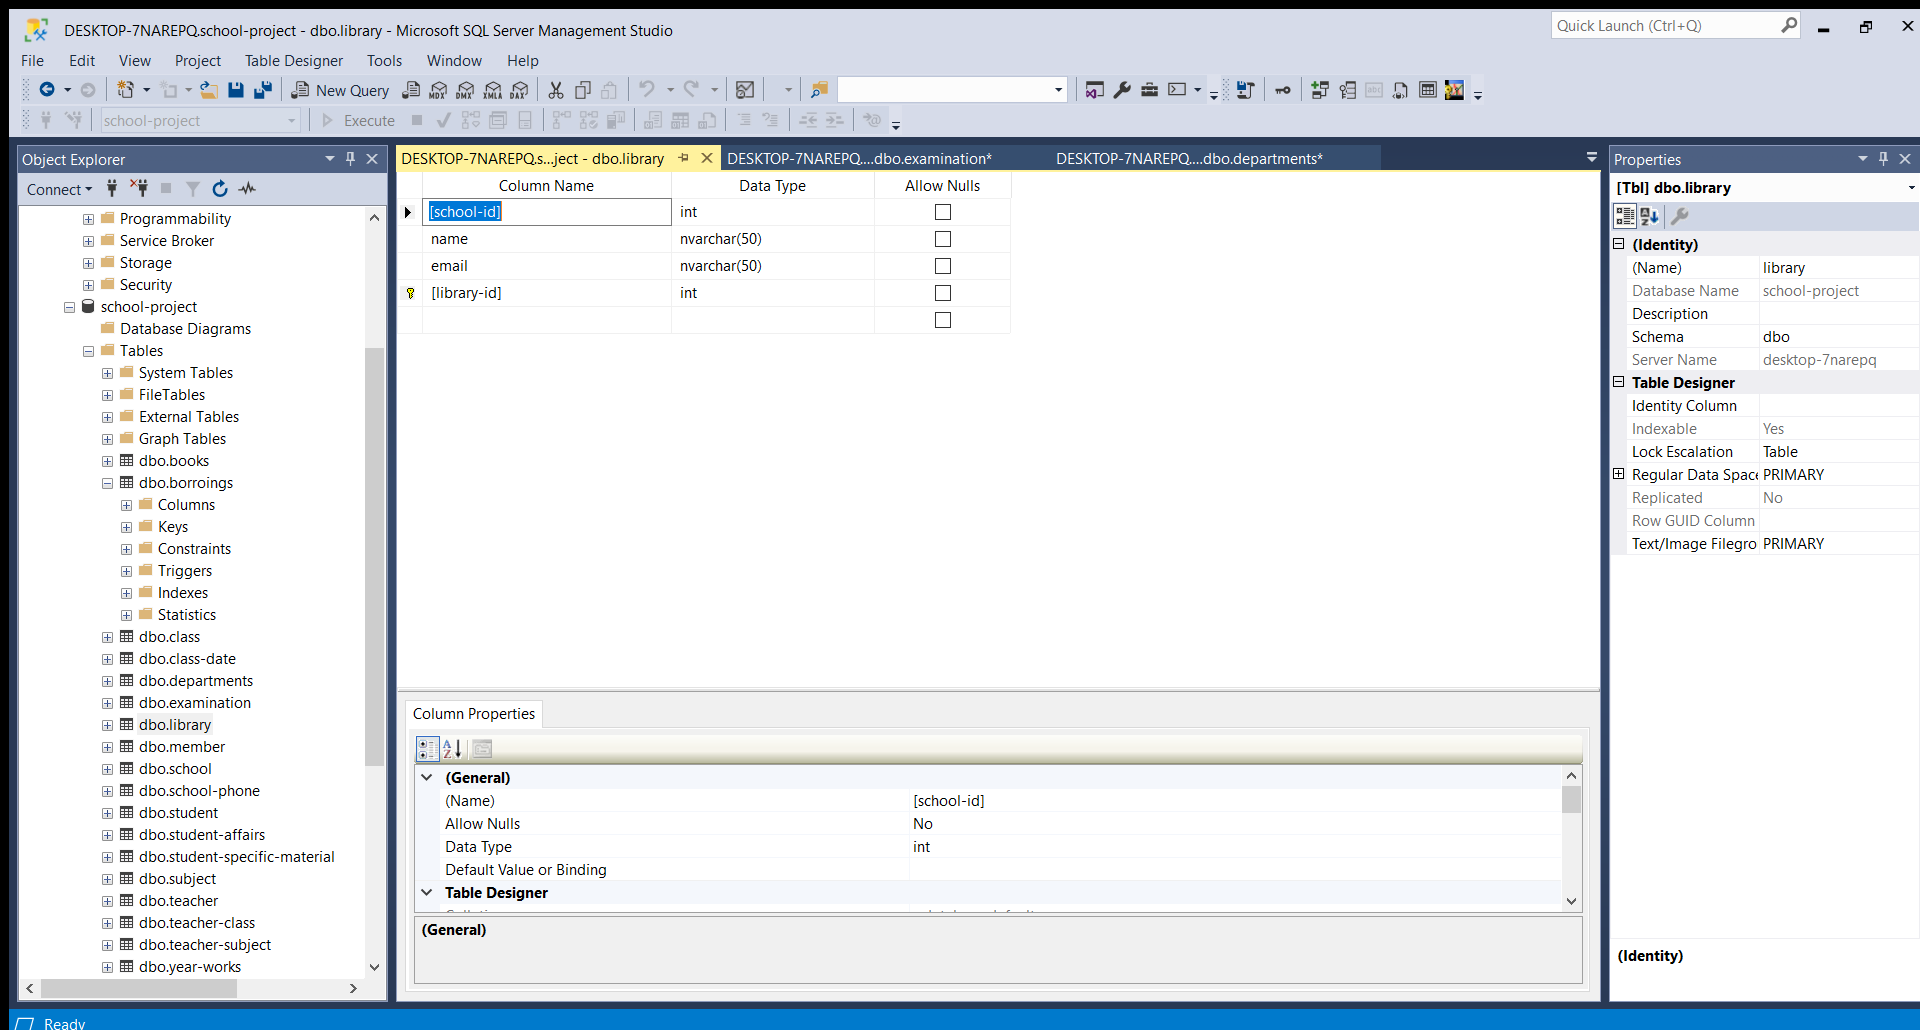 DESKTOP-7NAREPQ.school-project - dbo.library - Microsoft SQL Server Management Studio
Quick Launch (Ctrl+Q)
File Edit View Project Table Designer Tools Window Help
New Query MDX DMX XMLA DAX
school-project Execute
Object Explorer
Connect
Programmability
Service Broker
Storage
Security
school-project
Database Diagrams
Tables
System Tables
FileTables
External Tables
Graph Tables
dbo.books
dbo.borroings
Columns
Keys
Constraints
Triggers
Indexes
Statistics
dbo.class
dbo.class-date
dbo.departments
dbo.examination
dbo.library
dbo.member
dbo.school
dbo.school-phone
dbo.student
dbo.student-affairs
dbo.student-specific-material
dbo.subject
dbo.teacher
dbo.teacher-class
dbo.teacher-subject
dbo.year-works
DESKTOP-7NAREPQ.s...ject - dbo.library DESKTOP-7NAREPQ....dbo.examination* DESKTOP-7NAREPQ....dbo.departments*
Column Name Data Type Allow Nulls
[school-id] int
name nvarchar(50)
email nvarchar(50)
[library-id] int
Column Properties
(General)
(Name) [school-id]
Allow Nulls No
Data Type int
Default Value or Binding
Table Designer
(General)
Properties
[Tbl] dbo.library
(Identity)
(Name) library
Database Name school-project
Description
Schema dbo
Server Name desktop-7narepq
Table Designer
Identity Column
Indexable Yes
Lock Escalation Table
Regular Data Space PRIMARY
Replicated No
Row GUID Column
Text/Image Filegro PRIMARY
(Identity)
Ready